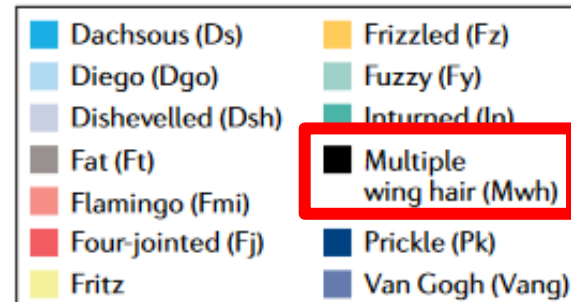 Dachsous (Ds)
Diego (Dgo)
Dishevelled (Dsh)
Fat (Ft)
Flamingo (Fmi)
Four-jointed (Fj)
Fritz
Frizzled (Fz)
Fuzzy (Fy)
Inturned (In)
Multiple
wing hair (Mwh)
Prickle (Pk)
Van Gogh (Vang)